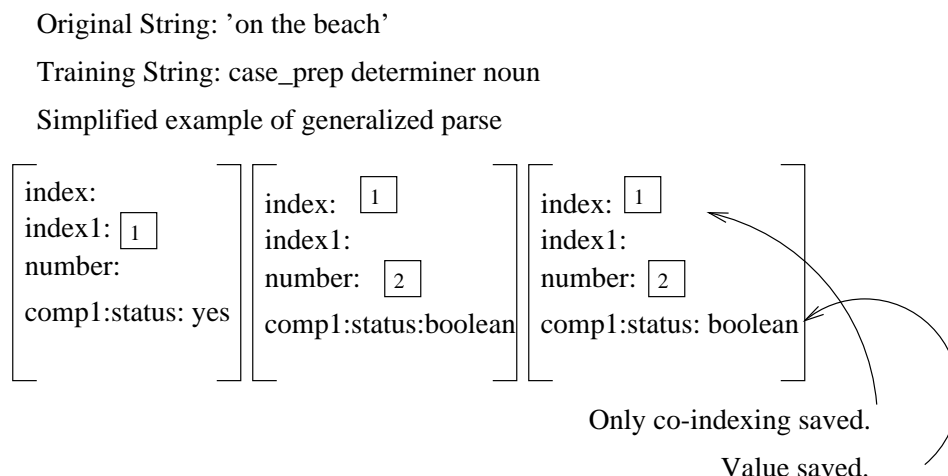 Original String: ’on the beach’
Training String: case_prep determiner noun
Simplified example of generalized parse
index:
index1: 1
number:
comp1:status: yes
index: 1
index1:
number: 2
comp1:status:boolean
index: 1
index1:
number: 2
comp1:status: boolean
Only co-indexing saved.
Value saved.